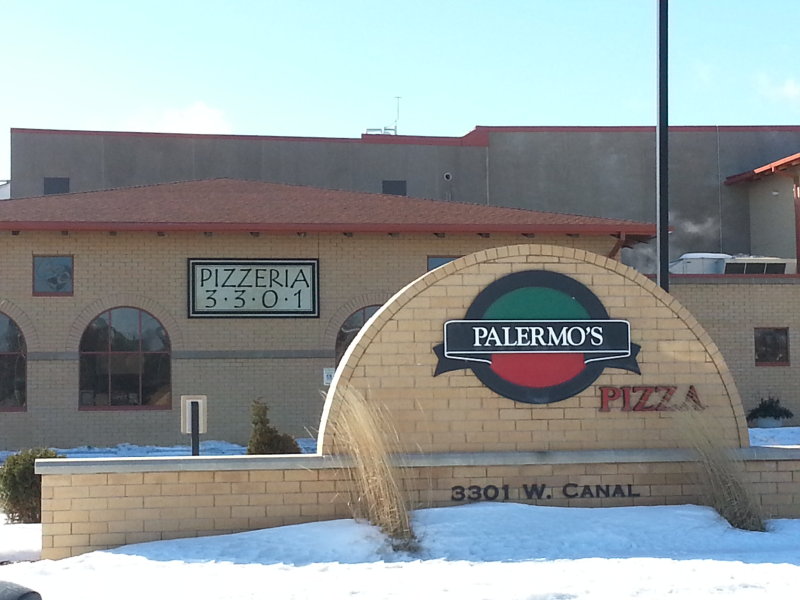 PIZZERIA
3·3·0·1
PALERMO'S
PIZZA
3301 W. CANAL